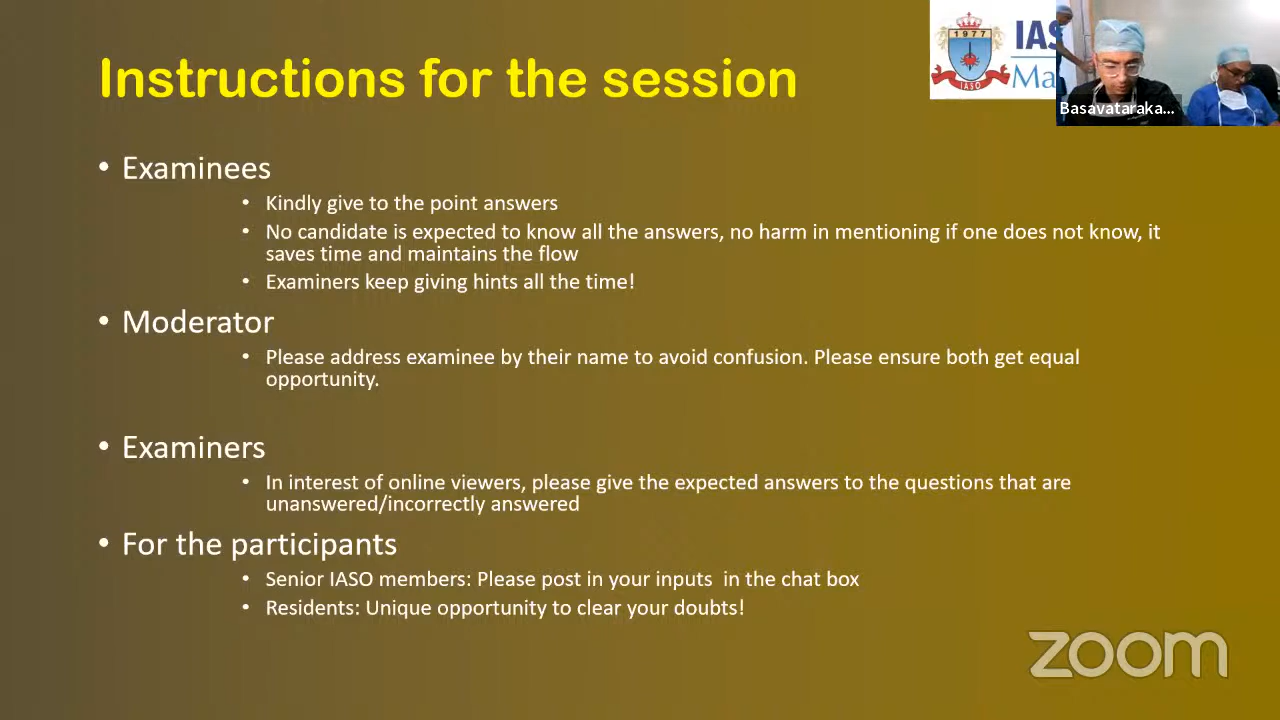 Instructions for the session
1977
IASO
IAS
Ma
Basavataraka...
• Examinees
• Kindly give to the point answers
• No candidate is expected to know all the answers, no harm in mentioning if one does not know, it
saves time and maintains the flow
• Examiners keep giving hints all the time!
• Moderator
• Please address examinee by their name to avoid confusion. Please ensure both get equal
opportunity.
• Examiners
• In interest of online viewers, please give the expected answers to the questions that are
unanswered/incorrectly answered
• For the participants
• Senior IASO members: Please post in your inputs  in the chat box
• Residents: Unique opportunity to clear your doubts!
zoom